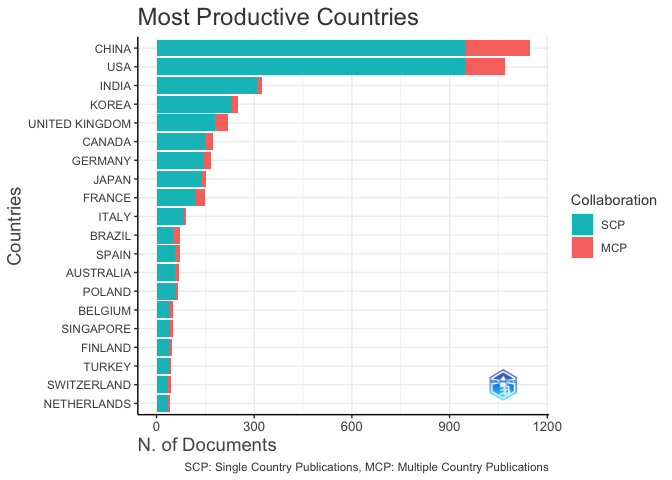 Most Productive Countries
Countries
CHINA
USA
INDIA
KOREA
UNITED KINGDOM
CANADA
GERMANY
JAPAN
FRANCE
ITALY
BRAZIL
SPAIN
AUSTRALIA
POLAND
BELGIUM
SINGAPORE
FINLAND
TURKEY
SWITZERLAND
NETHERLANDS
0 300 600 900 1200
N. of Documents
Collaboration
SCP
MCP
SCP: Single Country Publications, MCP: Multiple Country Publications